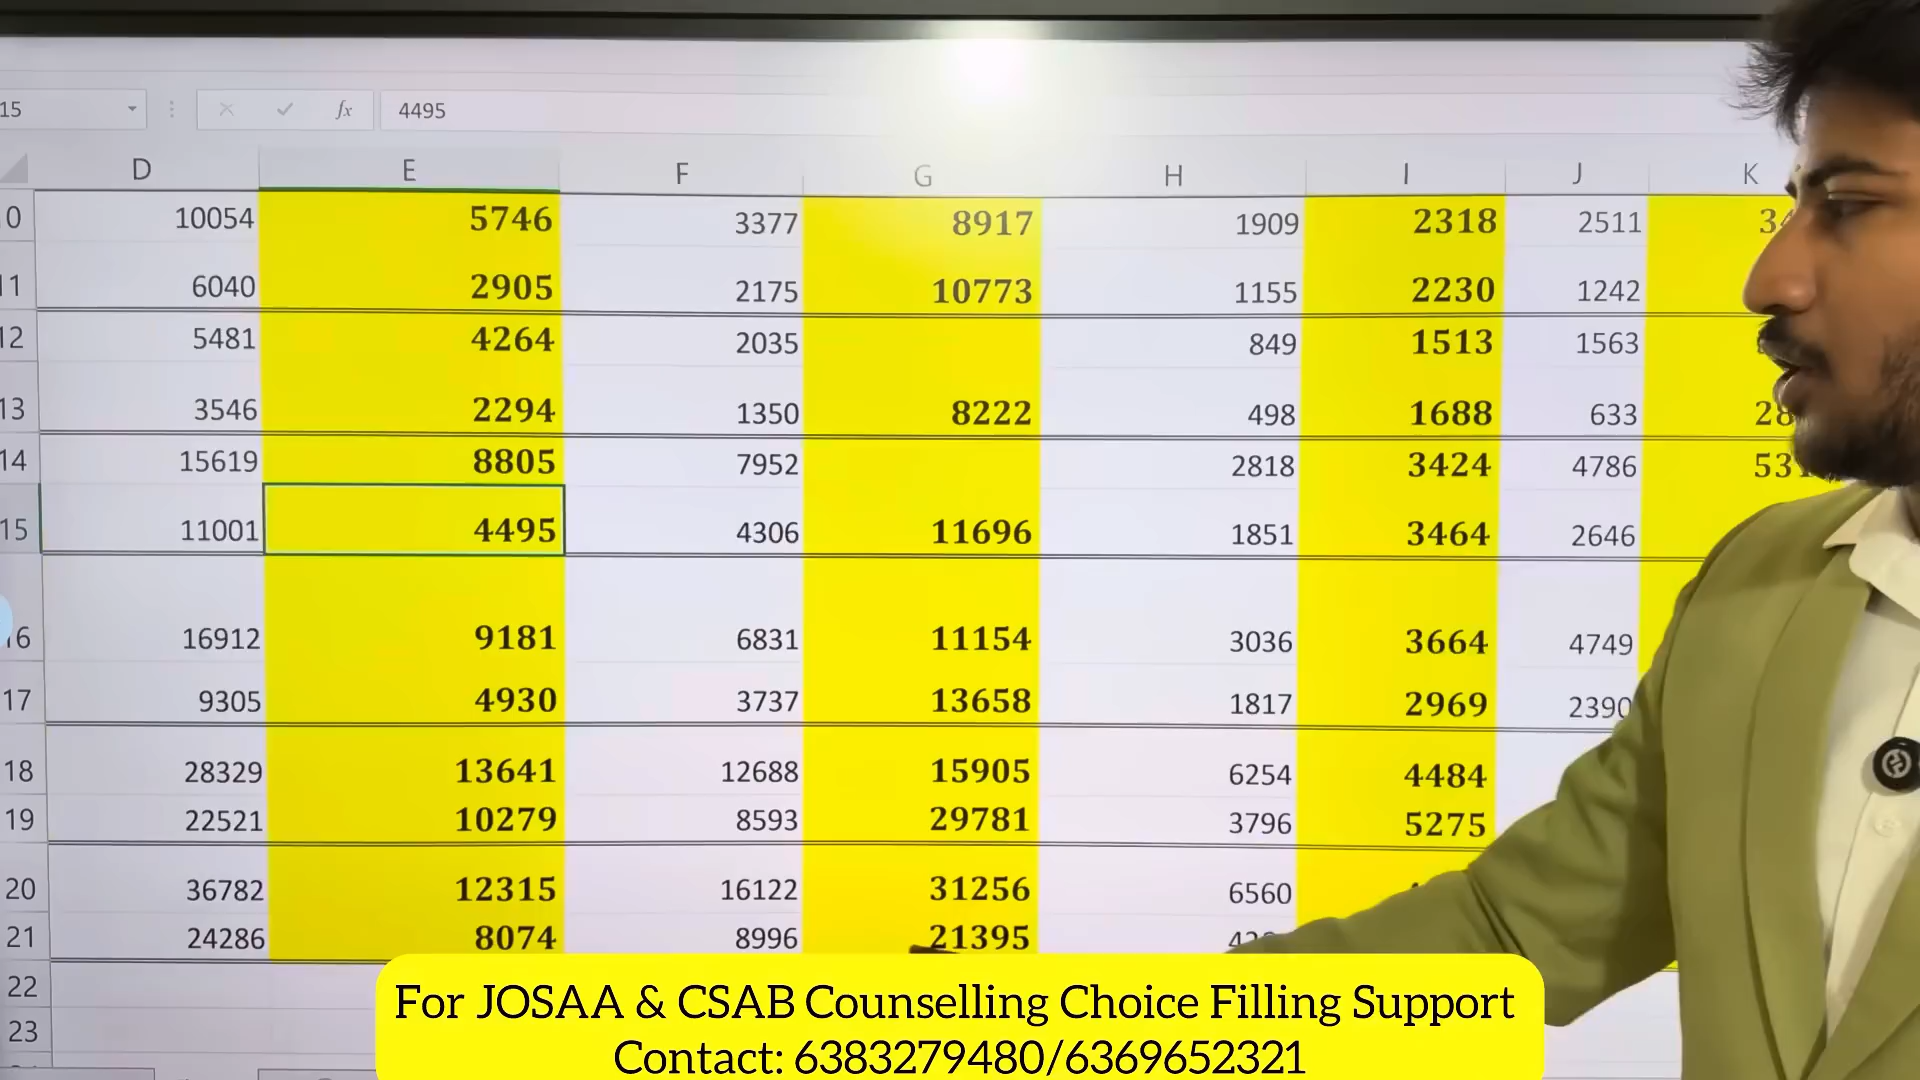 15 fx 4495
D E F G H I J K
10054 5746 3377 8917 1909 2318 2511
11 6040 2905 2175 10773 1155 2230 1242
12 5481 4264 2035 849 1513 1563
13 3546 2294 1350 8222 498 1688 633
14 15619 8805 7952 2818 3424 4786
15 11001 4495 4306 11696 1851 3464 2646
16 16912 9181 6831 11154 3036 3664 4749
17 9305 4930 3737 13658 1817 2969 2390
18 28329 13641 12688 15905 6254 4484
19 22521 10279 8593 29781 3796 5275
20 36782 12315 16122 31256 6560
21 24286 8074 8996 21395
22
23
For JOSAA & CSAB Counselling Choice Filling Support
Contact: 6383279480/6369652321